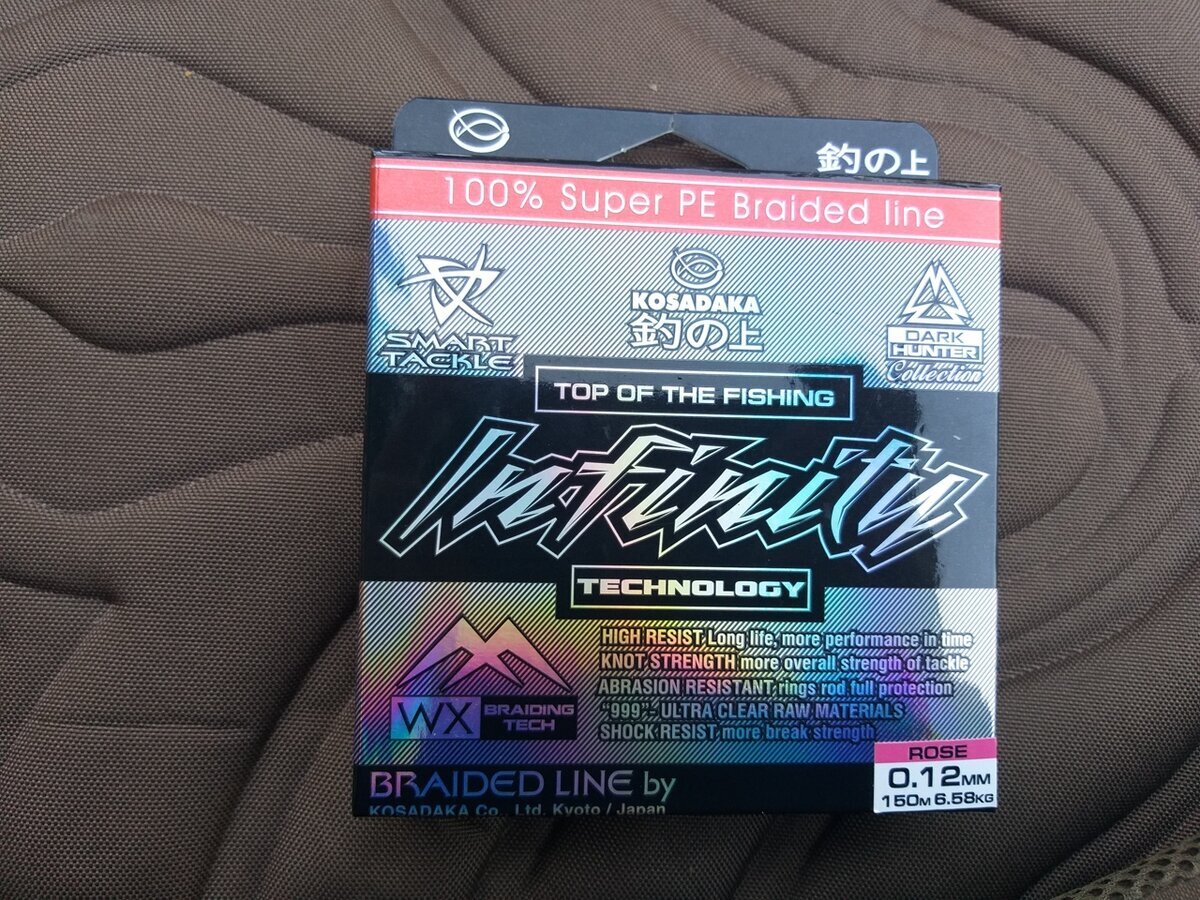 釣の上
100% Super PE Braided line
SMART
TACKLE
KOSADAKA
釣の上
DARK
HUNTER
Collection
TOP OF THE FISHING
Infinity
TECHNOLOGY
HIGH RESIST Long life, more performance in time
KNOT STRENGTH more overall strength of tackle
ABRASION RESISTANT rings rod full protection
"999"- ULTRA CLEAR RAW MATERIALS
SHOCK RESIST more break strength
WX BRAIDING
TECH
ROSE
0.12MM
150M 6.58KG
BRAIDED LINE by
KOSADAKA Co., Ltd. Kyoto / Japan